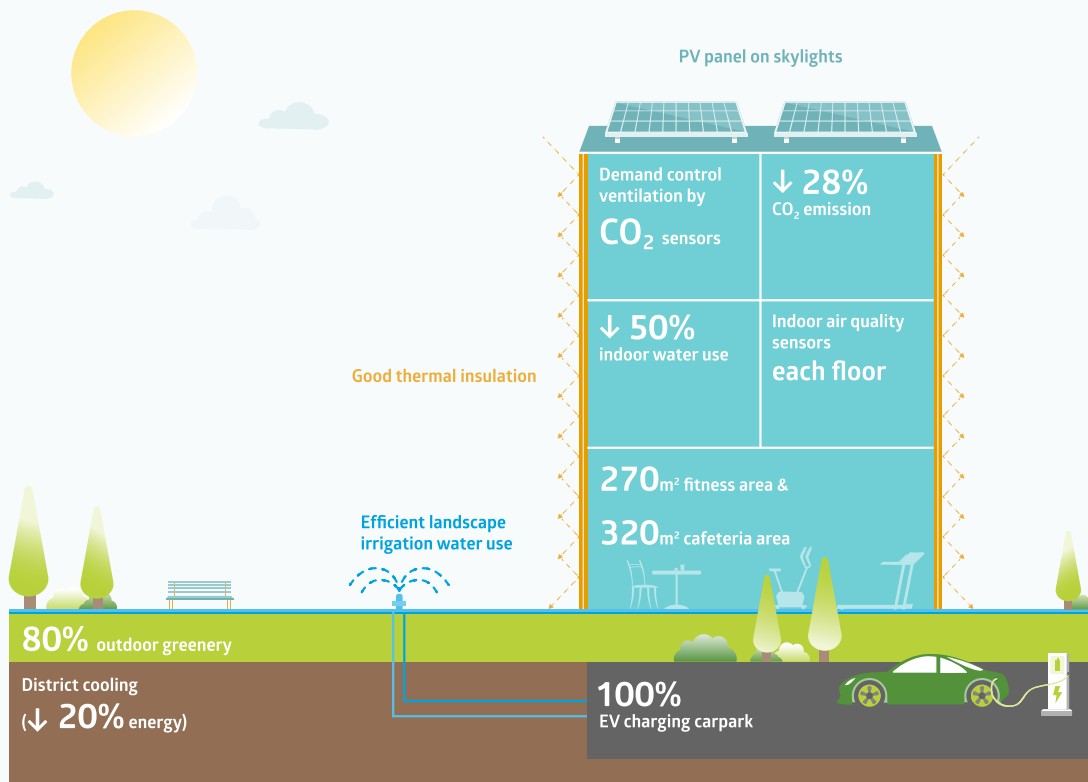 PV panel on skylights
Demand control
ventilation by
CO₂ sensors
↓ 28%
CO₂ emission
↓ 50%
indoor water use
Indoor air quality
sensors
each floor
Good thermal insulation
270m² fitness area &
320m² cafeteria area
Efficient landscape
irrigation water use
80% outdoor greenery
District cooling
(↓ 20% energy)
100%
EV charging carpark